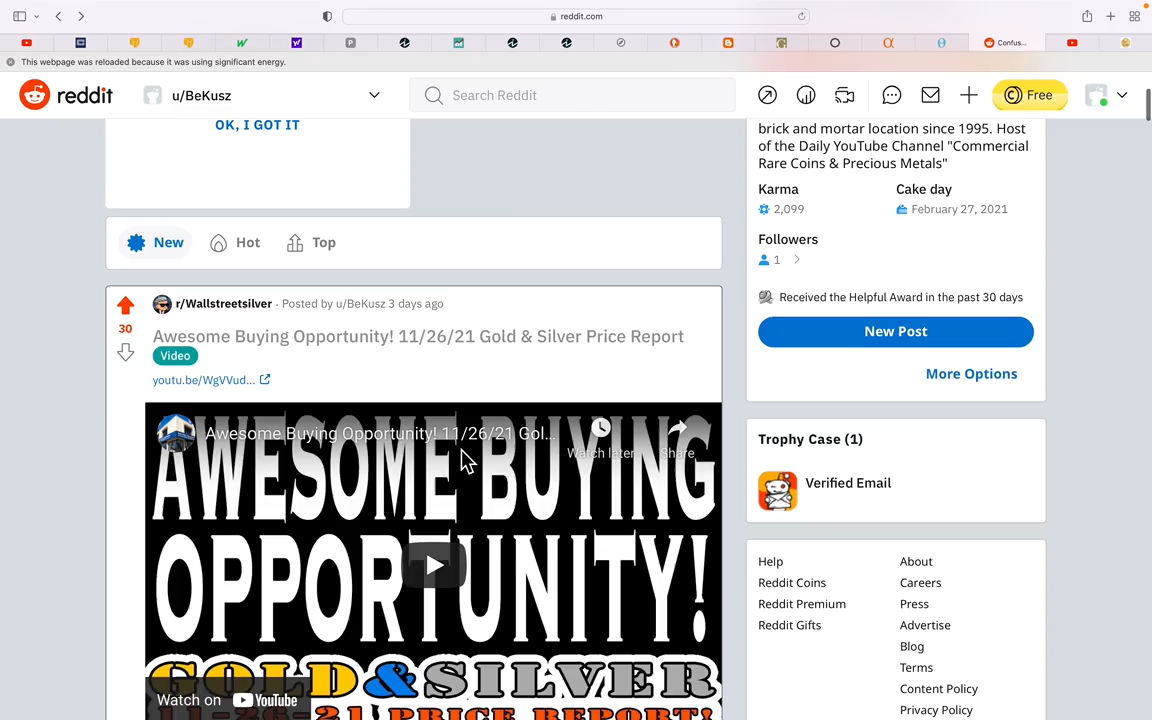 reddit.com
Confus...
This webpage was reloaded because it was using significant energy.
reddit
u/BeKusz
Search Reddit
Free
OK, I GOT IT
brick and mortar location since 1995. Host
of the Daily YouTube Channel "Commercial
Rare Coins & Precious Metals"
Karma
Cake day
2,099
February 27, 2021
New
Hot
Top
Followers
1
Received the Helpful Award in the past 30 days
New Post
More Options
30
r/Wallstreetsilver · Posted by u/BeKusz 3 days ago
Awesome Buying Opportunity! 11/26/21 Gold & Silver Price Report
Video
youtu.be/WgVVud...
Awesome Buying Opportunity! 11/26/21 Gol...
Watch later
Share
AWESOME BUYING
OPPORTUNITY!
GOLD&SILVER
11-26-21 PRICE REPORT!
Watch on YouTube
Trophy Case (1)
Verified Email
Help
About
Reddit Coins
Careers
Reddit Premium
Press
Reddit Gifts
Advertise
Blog
Terms
Content Policy
Privacy Policy